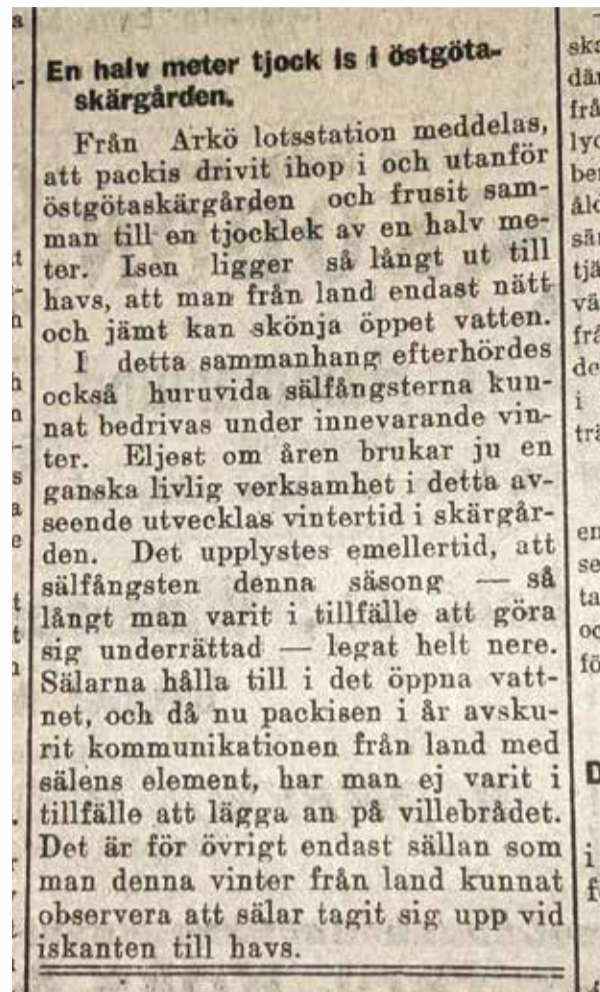 En halv meter tjock is i östgöta-
skärgården.
Från Arkö lotsstation meddelas,
att packis drivit ihop i och utanför
östgötaskärgården och frusit sam-
man till en tjocklek av en halv me-
ter. Isen ligger så långt ut till
havs, att man från land endast nätt
och jämt kan skönja öppet vatten.
I detta sammanhang efterhördes
också huruvida sälfångsterna kun-
nat bedrivas under innevarande vin-
ter. Eljest om åren brukar ju en
ganska livlig verksamhet i detta av-
seende utvecklas vintertid i skärgår-
den. Det upplystes emellertid, att
sälfångsten denna säsong — så
långt man varit i tillfälle att göra
sig underrättad — legat helt nere.
Sälarna hålla till i det öppna vatt-
net, och då nu packisen i år avsku-
rit kommunikationen från land med
sälens element, har man ej varit i
tillfälle att lägga an på villebrådet.
Det är för övrigt endast sällan som
man denna vinter från land kunnat
observera att sälar tagit sig upp vid
iskanten till havs.